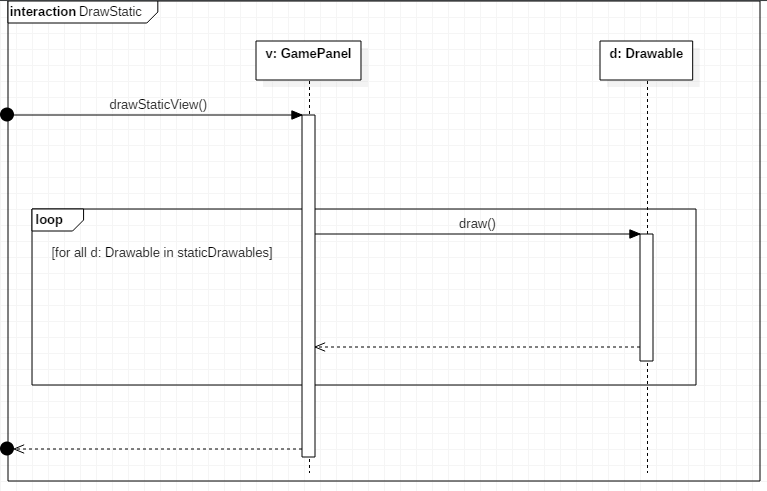 interaction DrawStatic
v: GamePanel
d: Drawable
drawStaticView()
loop
draw()
[for all d: Drawable in staticDrawables]